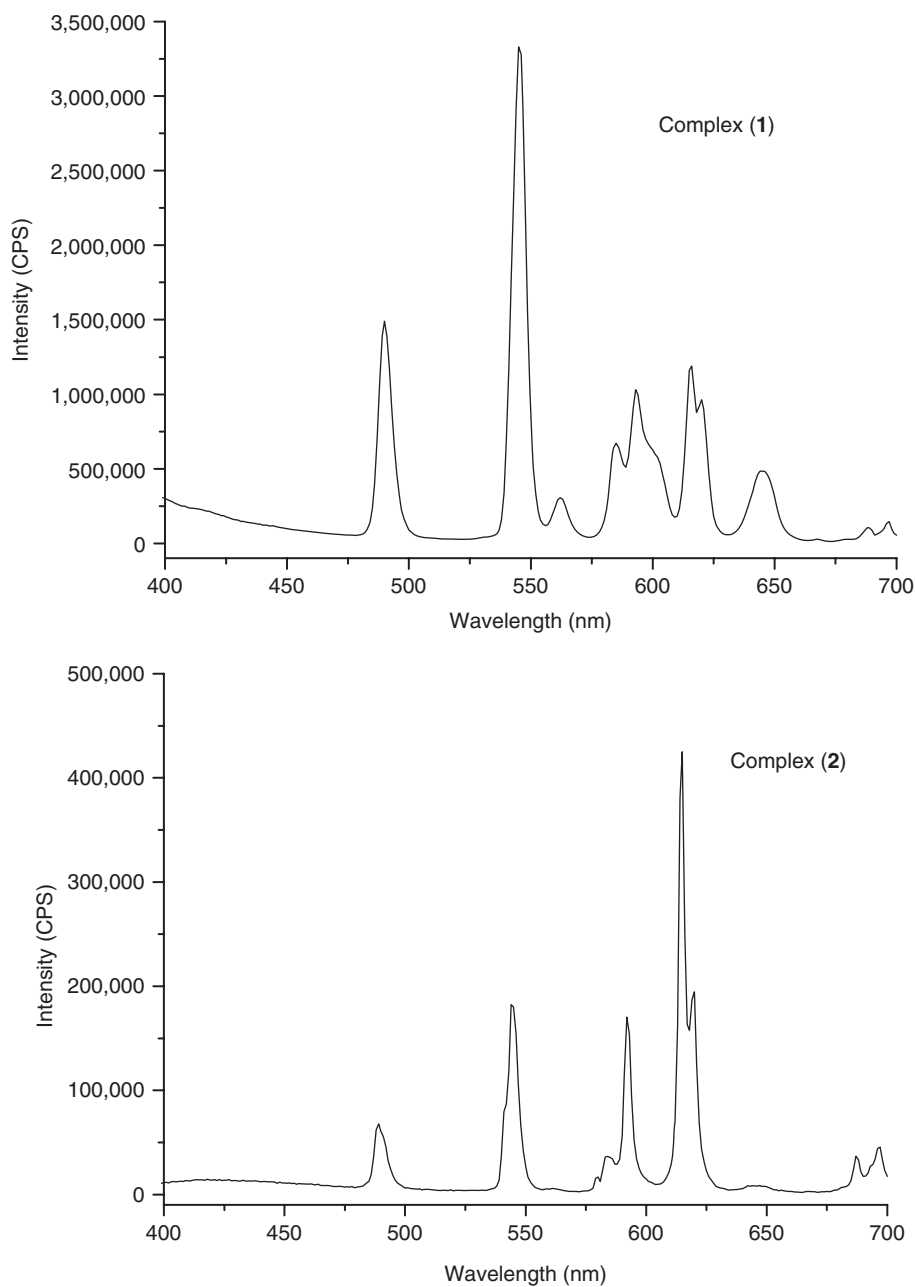 3,500,000
3,000,000
2,500,000
2,000,000
1,500,000
1,000,000
500,000
0
Intensity (CPS)
Complex (1)
400 450 500 550 600 650 700
Wavelength (nm)
500,000
400,000
300,000
200,000
100,000
0
Intensity (CPS)
Complex (2)
400 450 500 550 600 650 700
Wavelength (nm)